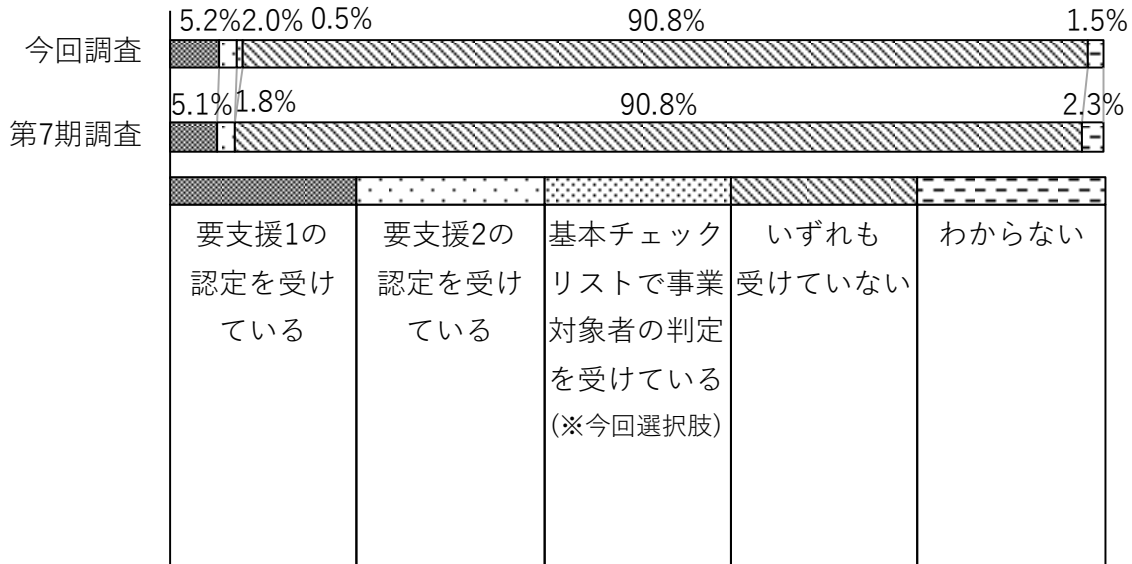 5.2%2.0% 0.5% 90.8% 1.5%
今回調査
5.1% 1.8% 90.8% 2.3%
第7期調査
要支援1の
認定を受け
ている
要支援2の
認定を受け
ている
基本チェック
リストで事業
対象者の判定
を受けている
(※今回選択肢)
いずれも
受けていない
わからない